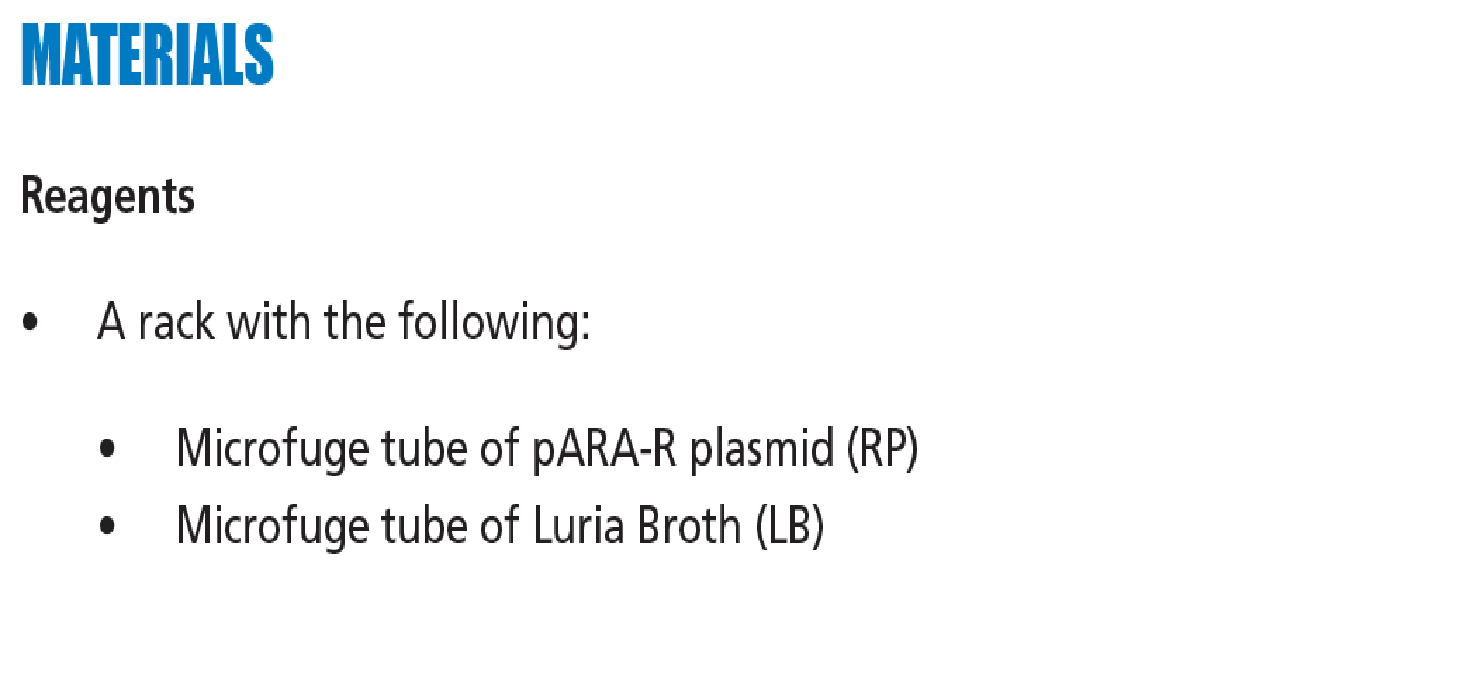 MATERIALS
Reagents
• A rack with the following:
• Microfuge tube of pARA-R plasmid (RP)
• Microfuge tube of Luria Broth (LB)